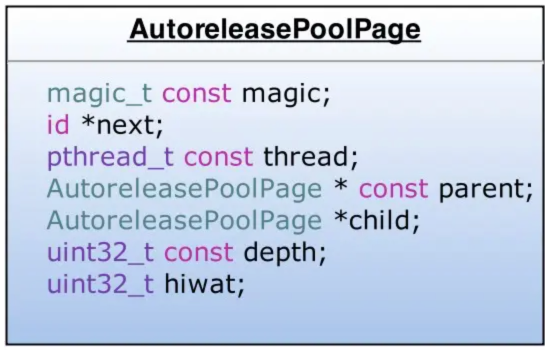 AutoreleasePoolPage
magic_t const magic;
id *next;
pthread_t const thread;
AutoreleasePoolPage * const parent;
AutoreleasePoolPage *child;
uint32_t const depth;
uint32_t hiwat;